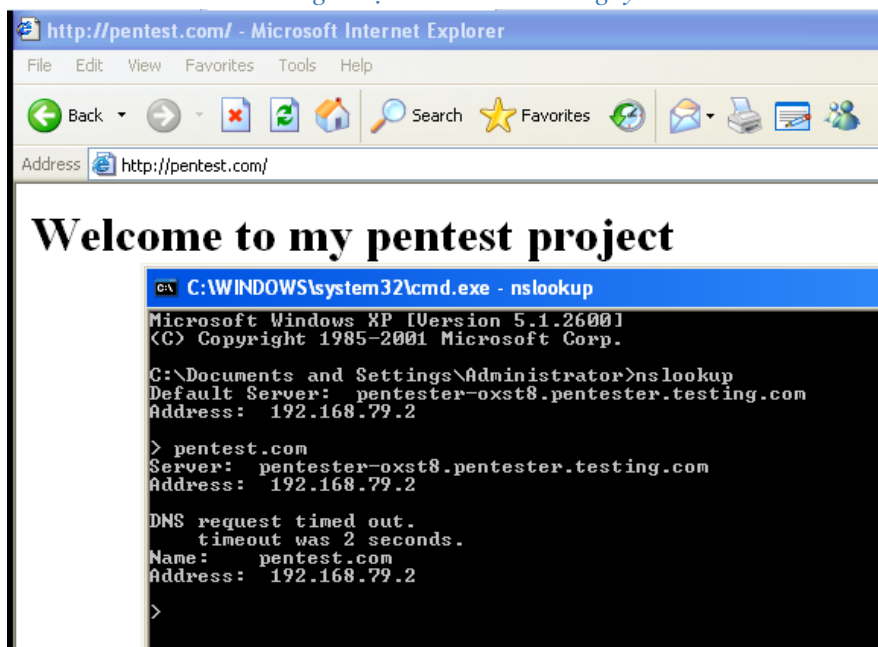 http://pentest.com/ - Microsoft Internet Explorer
File Edit View Favorites Tools Help
Back Search Favorites
Address http://pentest.com/
Welcome to my pentest project
C:\WINDOWS\system32\cmd.exe - nslookup
Microsoft Windows XP [Version 5.1.2600]
(C) Copyright 1985-2001 Microsoft Corp.
C:\Documents and Settings\Administrator>nslookup
Default Server: pentester-oxst8.pentester.testing.com
Address: 192.168.79.2
> pentest.com
Server: pentester-oxst8.pentester.testing.com
Address: 192.168.79.2
DNS request timed out.
timeout was 2 seconds.
Name: pentest.com
Address: 192.168.79.2
>